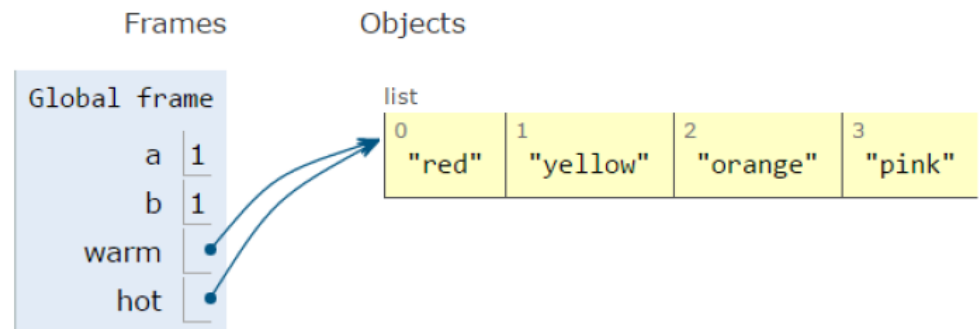 Frames
Objects
Global frame
a 1
b 1
warm
hot
list
0 1 2 3
"red" "yellow" "orange" "pink"